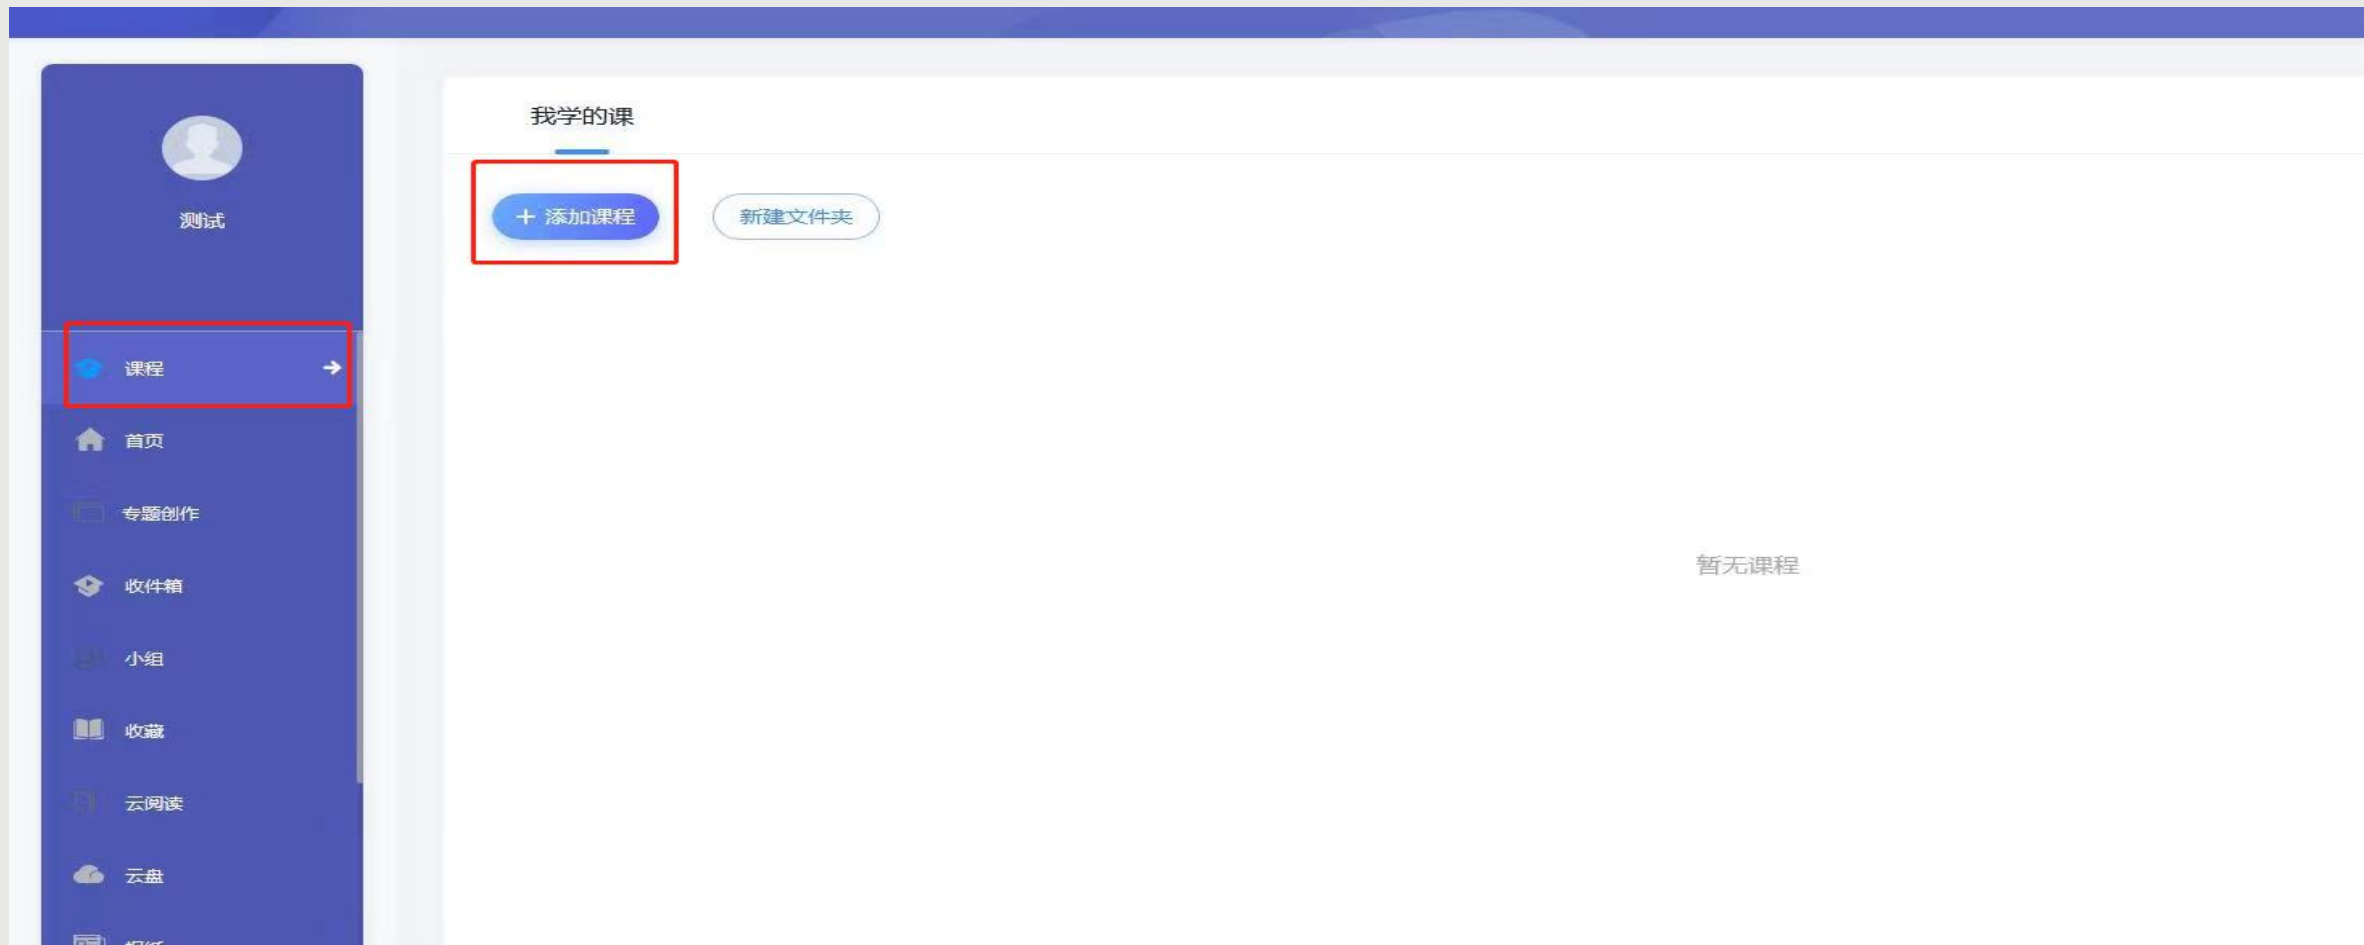 我学的课
+ 添加课程
新建文件夹
测试
课程
首页
专题创作
收件箱
小组
收藏
云阅读
云盘
暂无课程